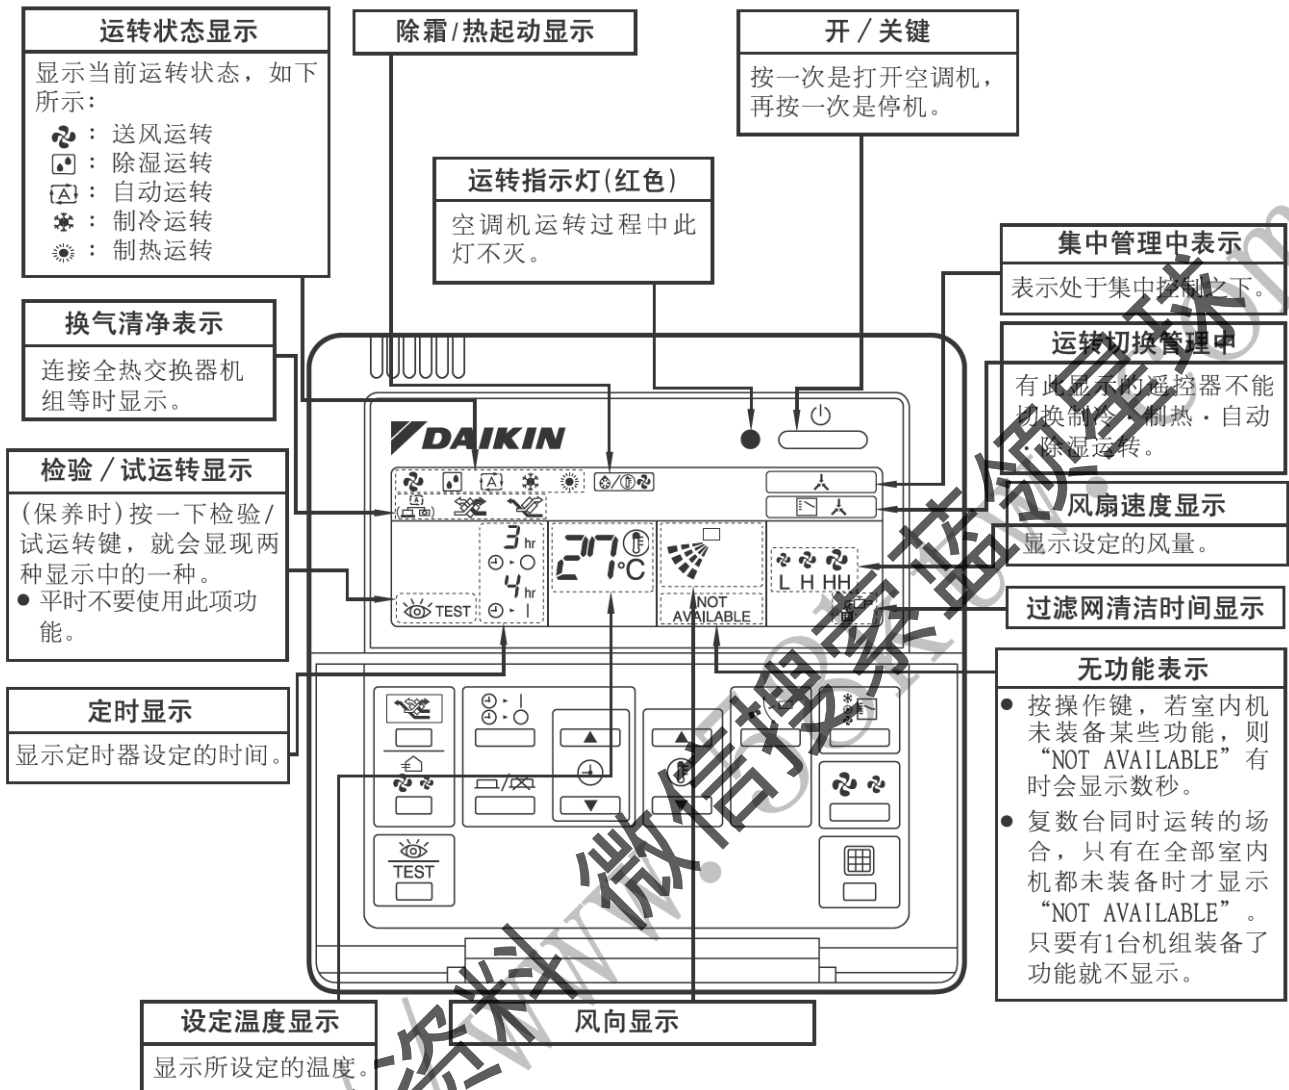 运转状态显示
显示当前运转状态，如下
所示：
：送风运转
：除湿运转
A：自动运转
：制冷运转
：制热运转
除霜/热起动显示
开／关键
按一次是打开空调机，
再按一次是停机。
运转指示灯(红色)
空调机运转过程中此
灯不灭。
集中管理中表示
表示处于集中控制之下。
换气清净表示
连接全热交换器机
组等时显示。
运转切换管理中
有此显示的遥控器不能
切换制冷·制热·自动
·除湿运转。
检验／试运转显示
(保养时)按一下检验/
试运转键，就会显现两
种显示中的一种。
● 平时不要使用此项功
能。
风扇速度显示
显示设定的风量。
过滤网清洁时间显示
定时显示
显示定时器设定的时间。
无功能表示
● 按操作键，若室内机
未装备某些功能，则
“NOT AVAILABLE”有
时会显示数秒。
● 复数台同时运转的场
合，只有在全部室内
机都未装备时才显示
“NOT AVAILABLE”。
只要有1台机组装备了
功能就不显示。
设定温度显示
显示所设定的温度。
风向显示
DAIKIN
A
A
3 hr
4 hr
27°C
TEST
NOT
AVAILABLE
L H HH
TEST
资料 微信搜索蓝领星球